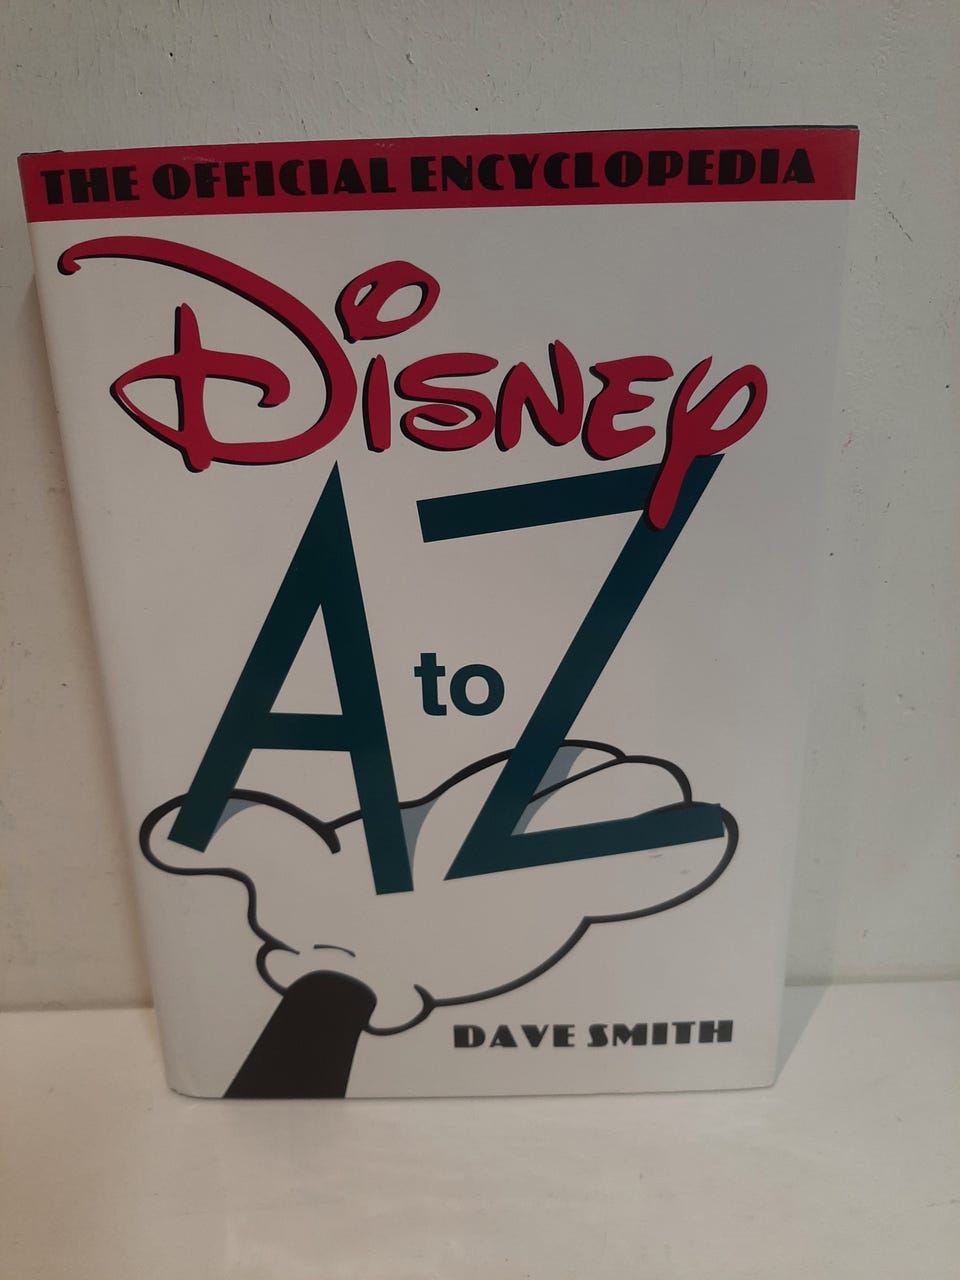 THE OFFICIAL ENCYCLOPEDIA
DISNEY
A to Z
DAVE SMITH